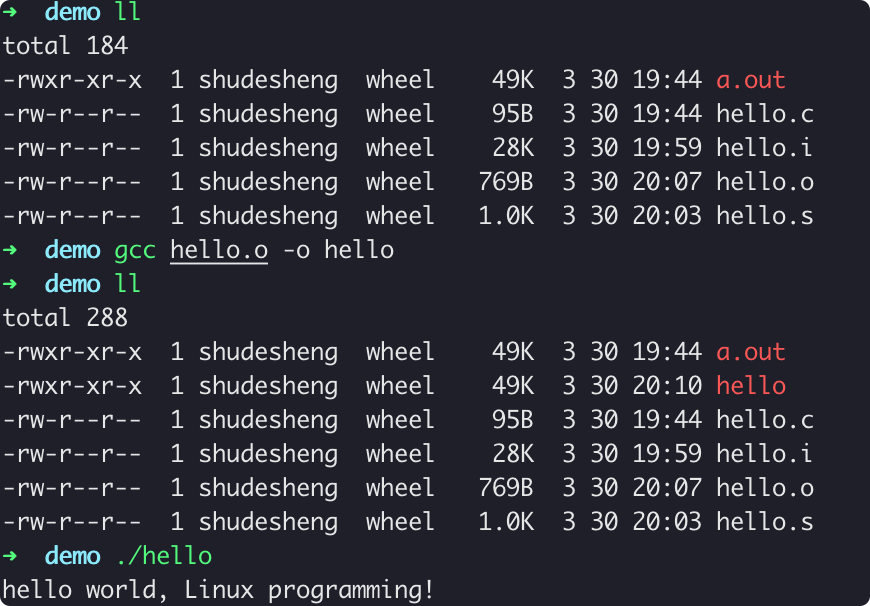 ➜  demo ll
total 184
-rwxr-xr-x  1 shudesheng  wheel    49K  3 30 19:44 a.out
-rw-r--r--  1 shudesheng  wheel    95B  3 30 19:44 hello.c
-rw-r--r--  1 shudesheng  wheel    28K  3 30 19:59 hello.i
-rw-r--r--  1 shudesheng  wheel   769B  3 30 20:07 hello.o
-rw-r--r--  1 shudesheng  wheel   1.0K  3 30 20:03 hello.s
➜  demo gcc hello.o -o hello
➜  demo ll
total 288
-rwxr-xr-x  1 shudesheng  wheel    49K  3 30 19:44 a.out
-rwxr-xr-x  1 shudesheng  wheel    49K  3 30 20:10 hello
-rw-r--r--  1 shudesheng  wheel    95B  3 30 19:44 hello.c
-rw-r--r--  1 shudesheng  wheel    28K  3 30 19:59 hello.i
-rw-r--r--  1 shudesheng  wheel   769B  3 30 20:07 hello.o
-rw-r--r--  1 shudesheng  wheel   1.0K  3 30 20:03 hello.s
➜  demo ./hello
hello world, Linux programming!